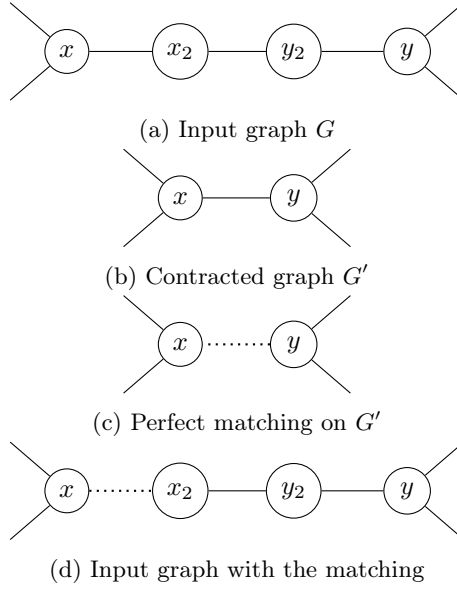 x x₂ y₂ y
(a) Input graph G
x y
(b) Contracted graph G′
x y
(c) Perfect matching on G′
x x₂ y₂ y
(d) Input graph with the matching